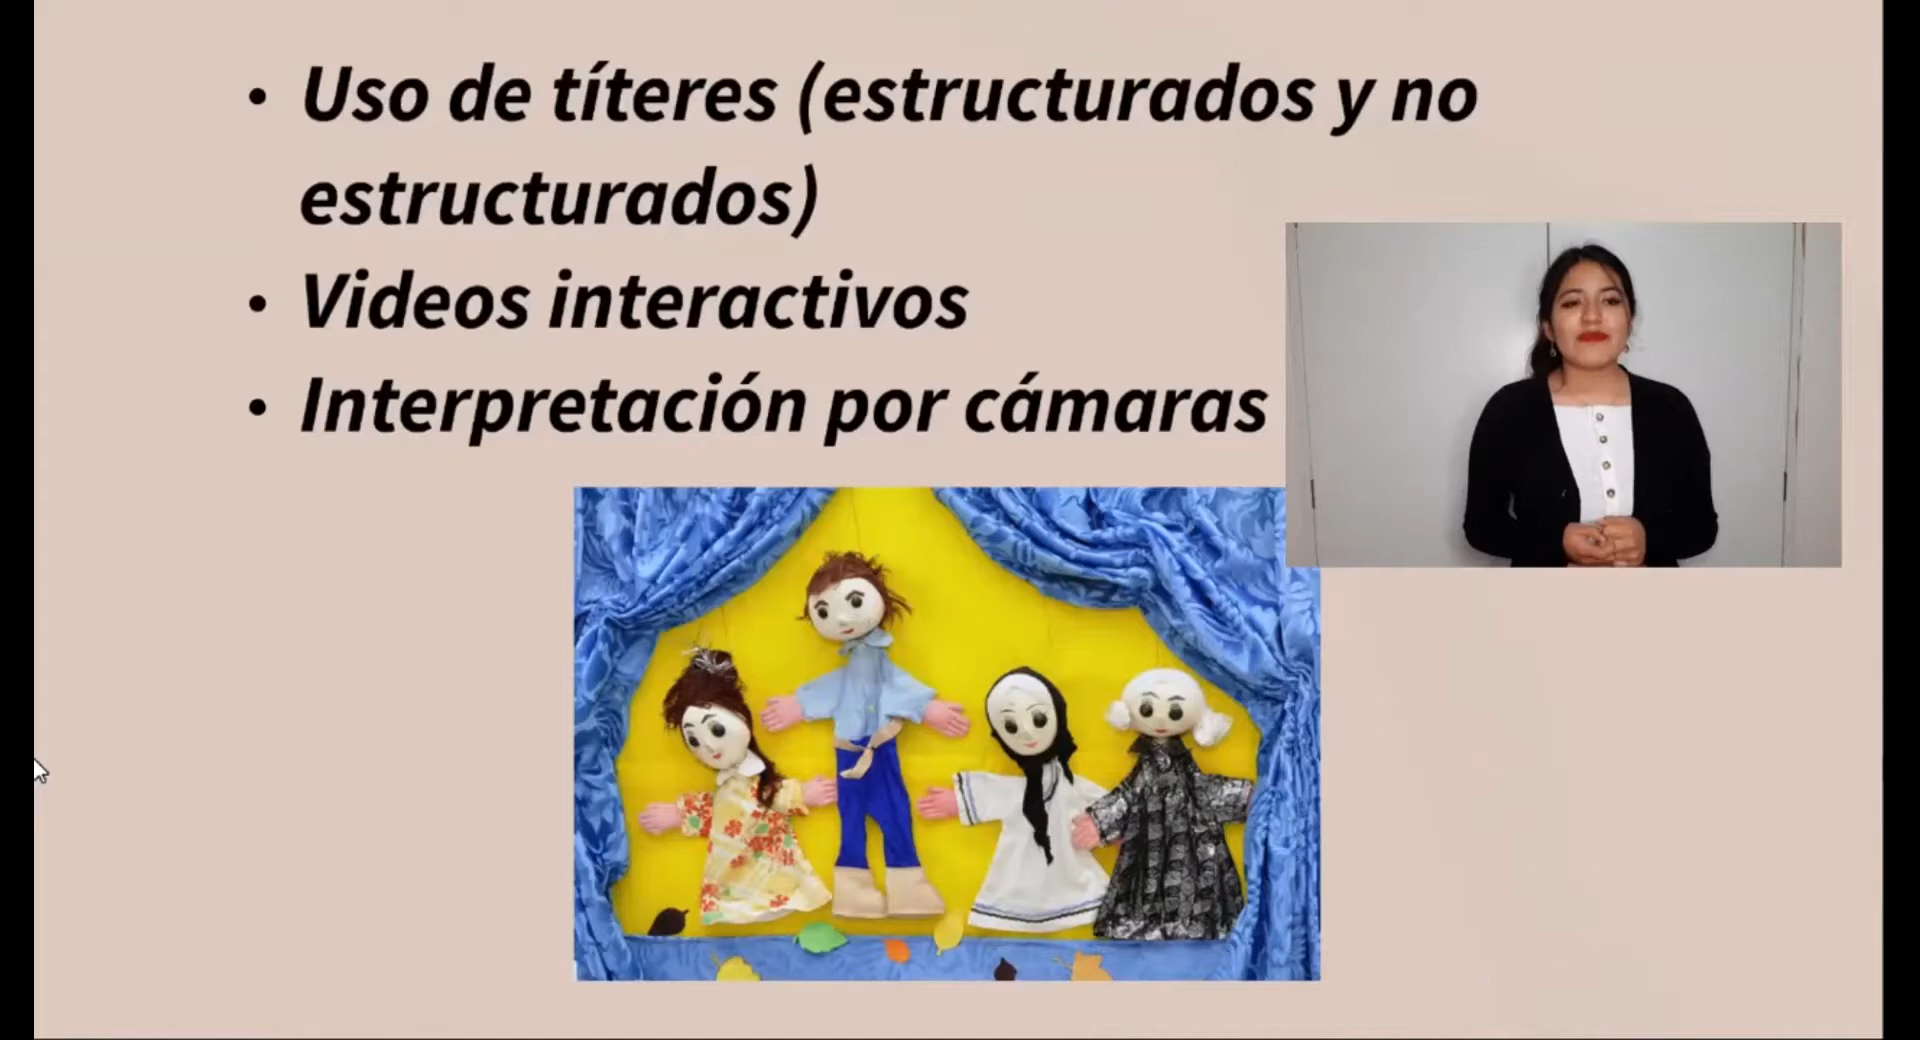 • Uso de títeres (estructurados y no
estructurados)
• Videos interactivos
• Interpretación por cámaras